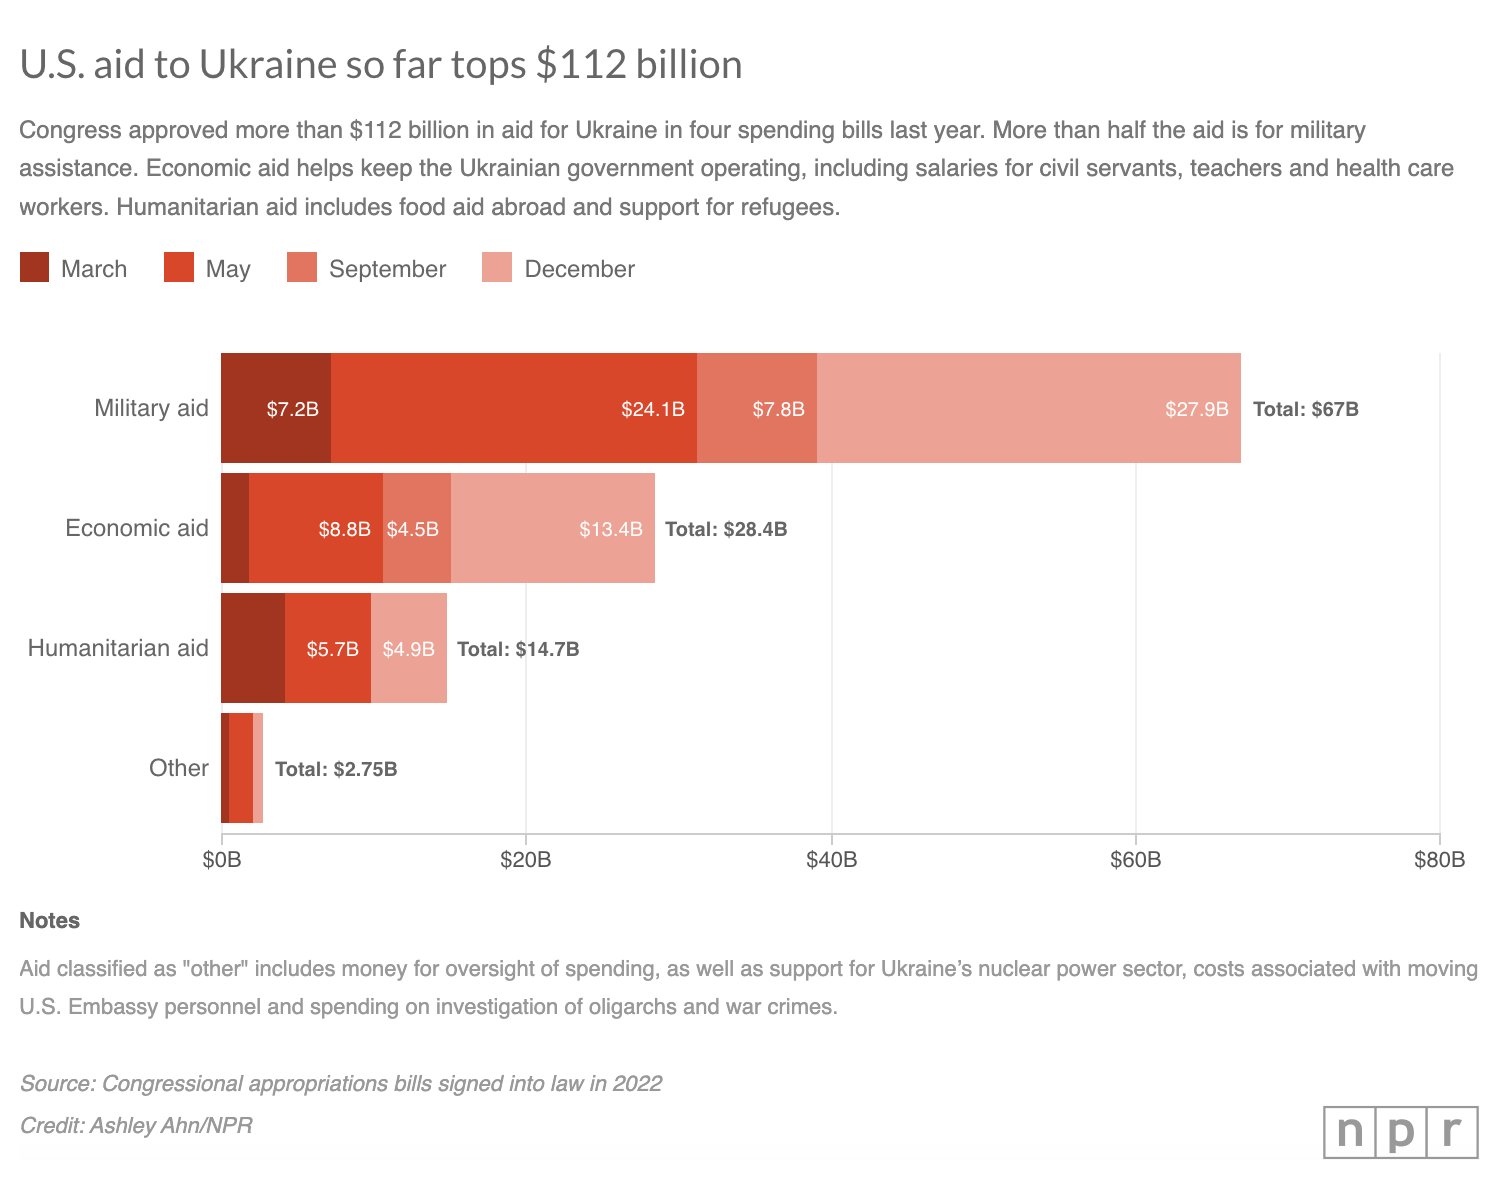 U.S. aid to Ukraine so far tops $112 billion
Congress approved more than $112 billion in aid for Ukraine in four spending bills last year. More than half the aid is for military
assistance. Economic aid helps keep the Ukrainian government operating, including salaries for civil servants, teachers and health care
workers. Humanitarian aid includes food aid abroad and support for refugees.
March May September December
Military aid $7.2B $24.1B $7.8B $27.9B Total: $67B
Economic aid $8.8B $4.5B $13.4B Total: $28.4B
Humanitarian aid $5.7B $4.9B Total: $14.7B
Other Total: $2.75B
$0B $20B $40B $60B $80B
Notes
Aid classified as "other" includes money for oversight of spending, as well as support for Ukraine’s nuclear power sector, costs associated with moving
U.S. Embassy personnel and spending on investigation of oligarchs and war crimes.
Source: Congressional appropriations bills signed into law in 2022
Credit: Ashley Ahn/NPR
npr